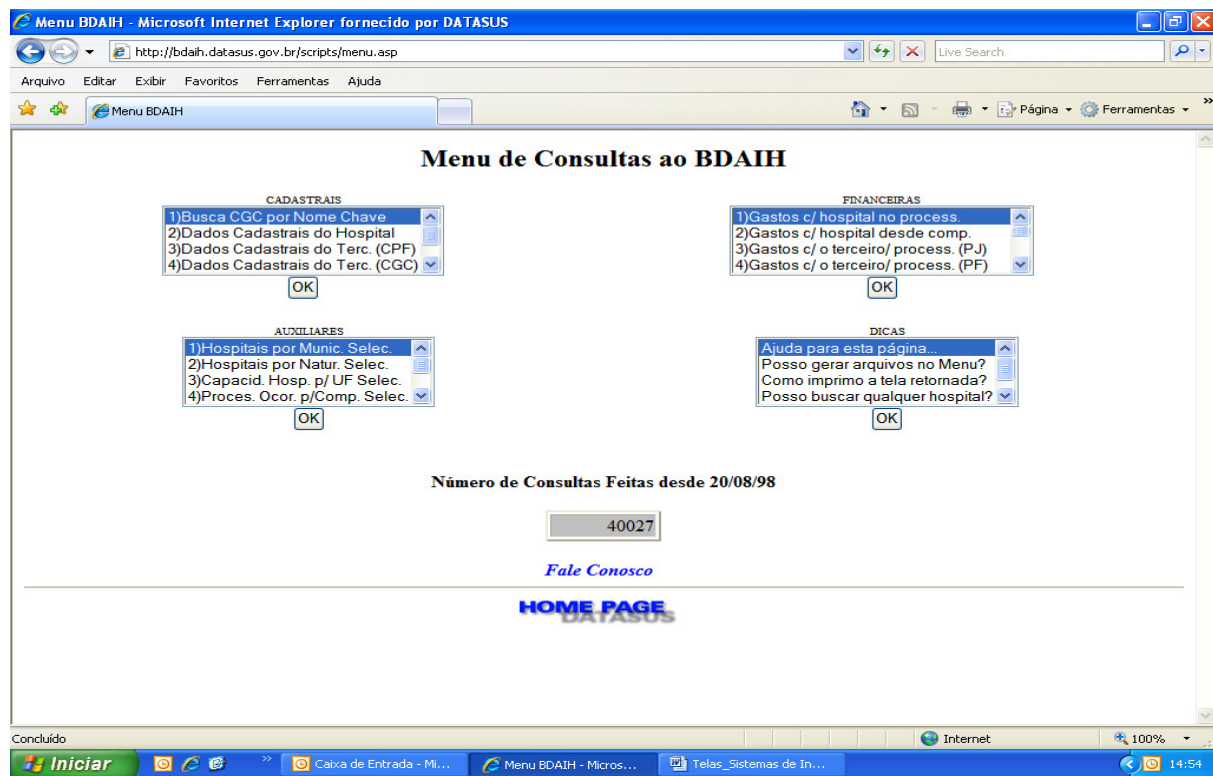 Menu BDAIH - Microsoft Internet Explorer fornecido por DATASUS
http://bdaih.datasus.gov.br/scripts/menu.asp
Live Search
Arquivo Editar Exibir Favoritos Ferramentas Ajuda
Menu BDAIH
Página Ferramentas
Menu de Consultas ao BDAIH
CADASTRAIS
1)Busca CGC por Nome Chave
2)Dados Cadastrais do Hospital
3)Dados Cadastrais do Terc. (CPF)
4)Dados Cadastrais do Terc. (CGC)
OK
FINANCEIRAS
1)Gastos c/ hospital no process.
2)Gastos c/ hospital desde comp.
3)Gastos c/ o terceiro/ process. (PJ)
4)Gastos c/ o terceiro/ process. (PF)
OK
AUXILIARES
1)Hospitais por Munic. Selec.
2)Hospitais por Natur. Selec.
3)Capacid. Hosp. p/ UF Selec.
4)Proces. Ocor. p/Comp. Selec.
OK
DICAS
Ajuda para esta página...
Posso gerar arquivos no Menu?
Como imprimo a tela retornada?
Posso buscar qualquer hospital?
OK
Número de Consultas Feitas desde 20/08/98
40027
Fale Conosco
HOME PAGE
DATASUS
Concluído
Internet
100%
Iniciar
Caixa de Entrada - Mi...
Menu BDAIH - Micros...
Telas_Sistemas de In...
14:54